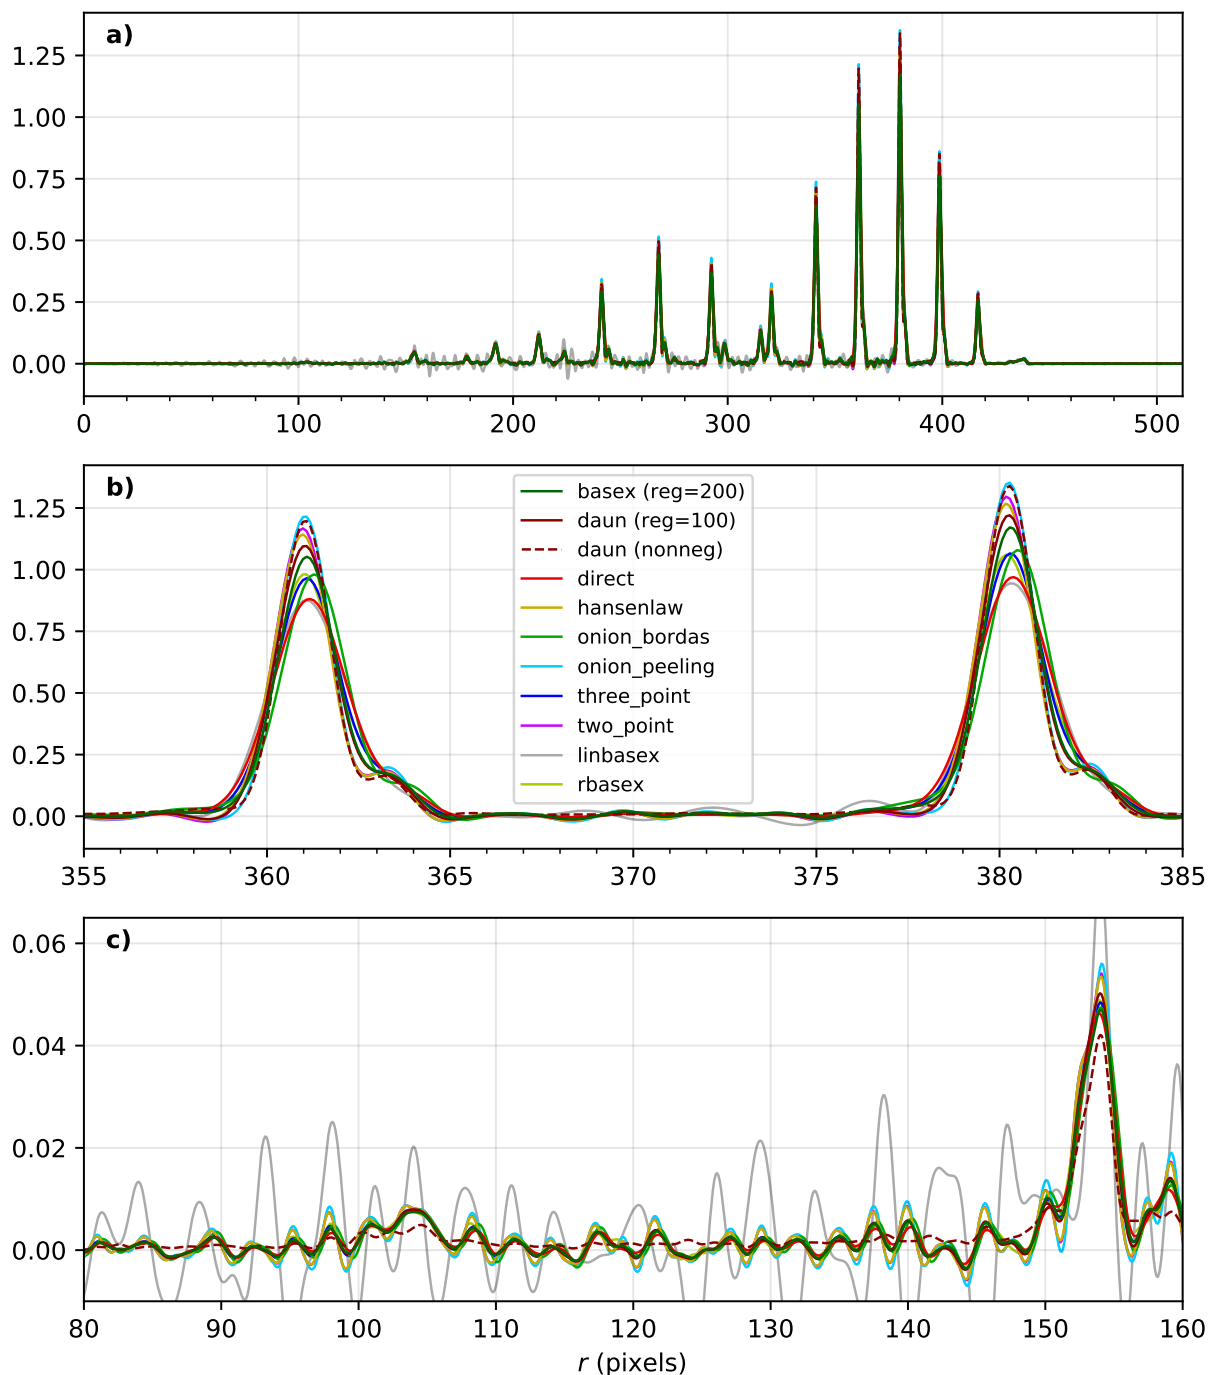 a)
1.25
1.00
0.75
0.50
0.25
0.00
0 100 200 300 400 500
b)
1.25
1.00
0.75
0.50
0.25
0.00
basex (reg=200)
daun (reg=100)
daun (nonneg)
direct
hansenlaw
onion_bordas
onion_peeling
three_point
two_point
linbasex
rbasex
355 360 365 370 375 380 385
c)
0.06
0.04
0.02
0.00
80 90 100 110 120 130 140 150 160
r (pixels)